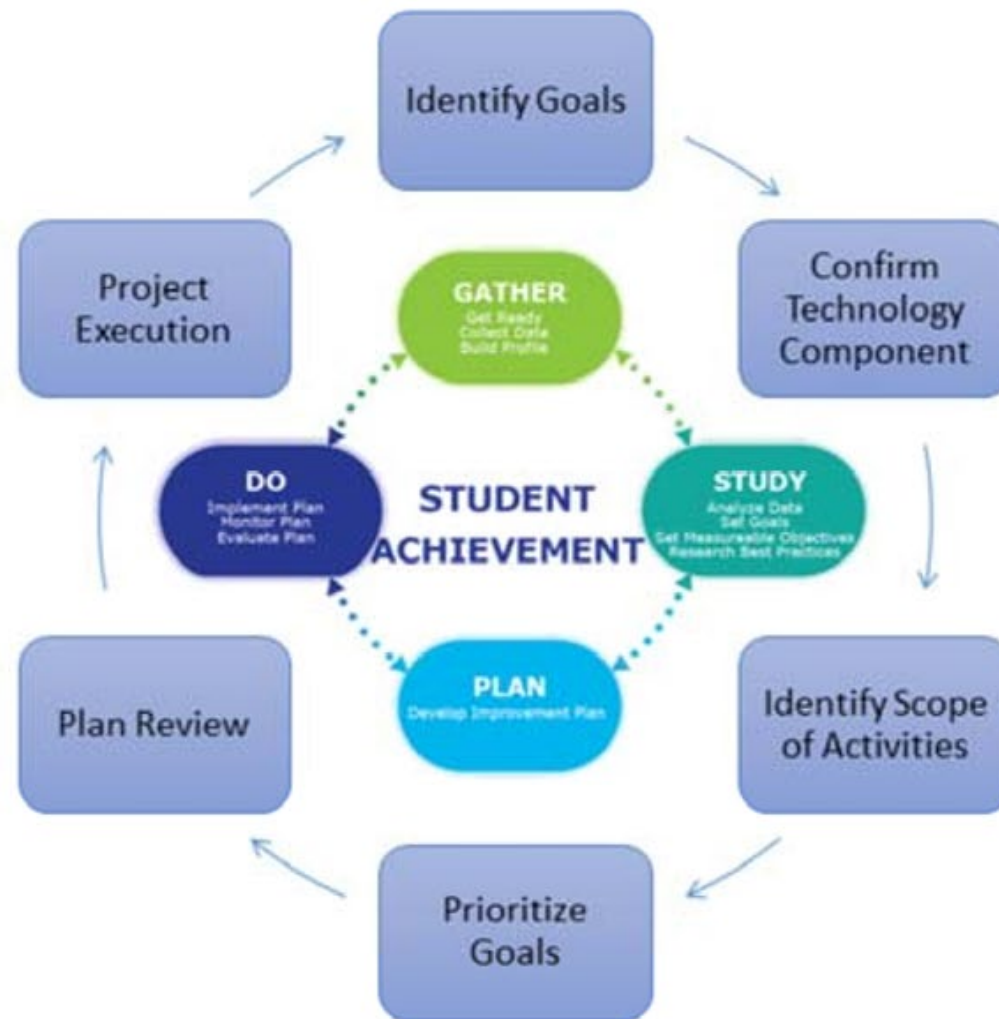 Identify Goals
Confirm
Technology
Component
Identify Scope
of Activities
Prioritize
Goals
Plan Review
Project
Execution
GATHER
Get Ready
Collect Data
Build Profile
STUDY
Analyze Data
Set Goals
Set Measureable Objectives
Research Best Practices
PLAN
Develop Improvement Plan
DO
Implement Plan
Monitor Plan
Evaluate Plan
STUDENT
ACHIEVEMENT